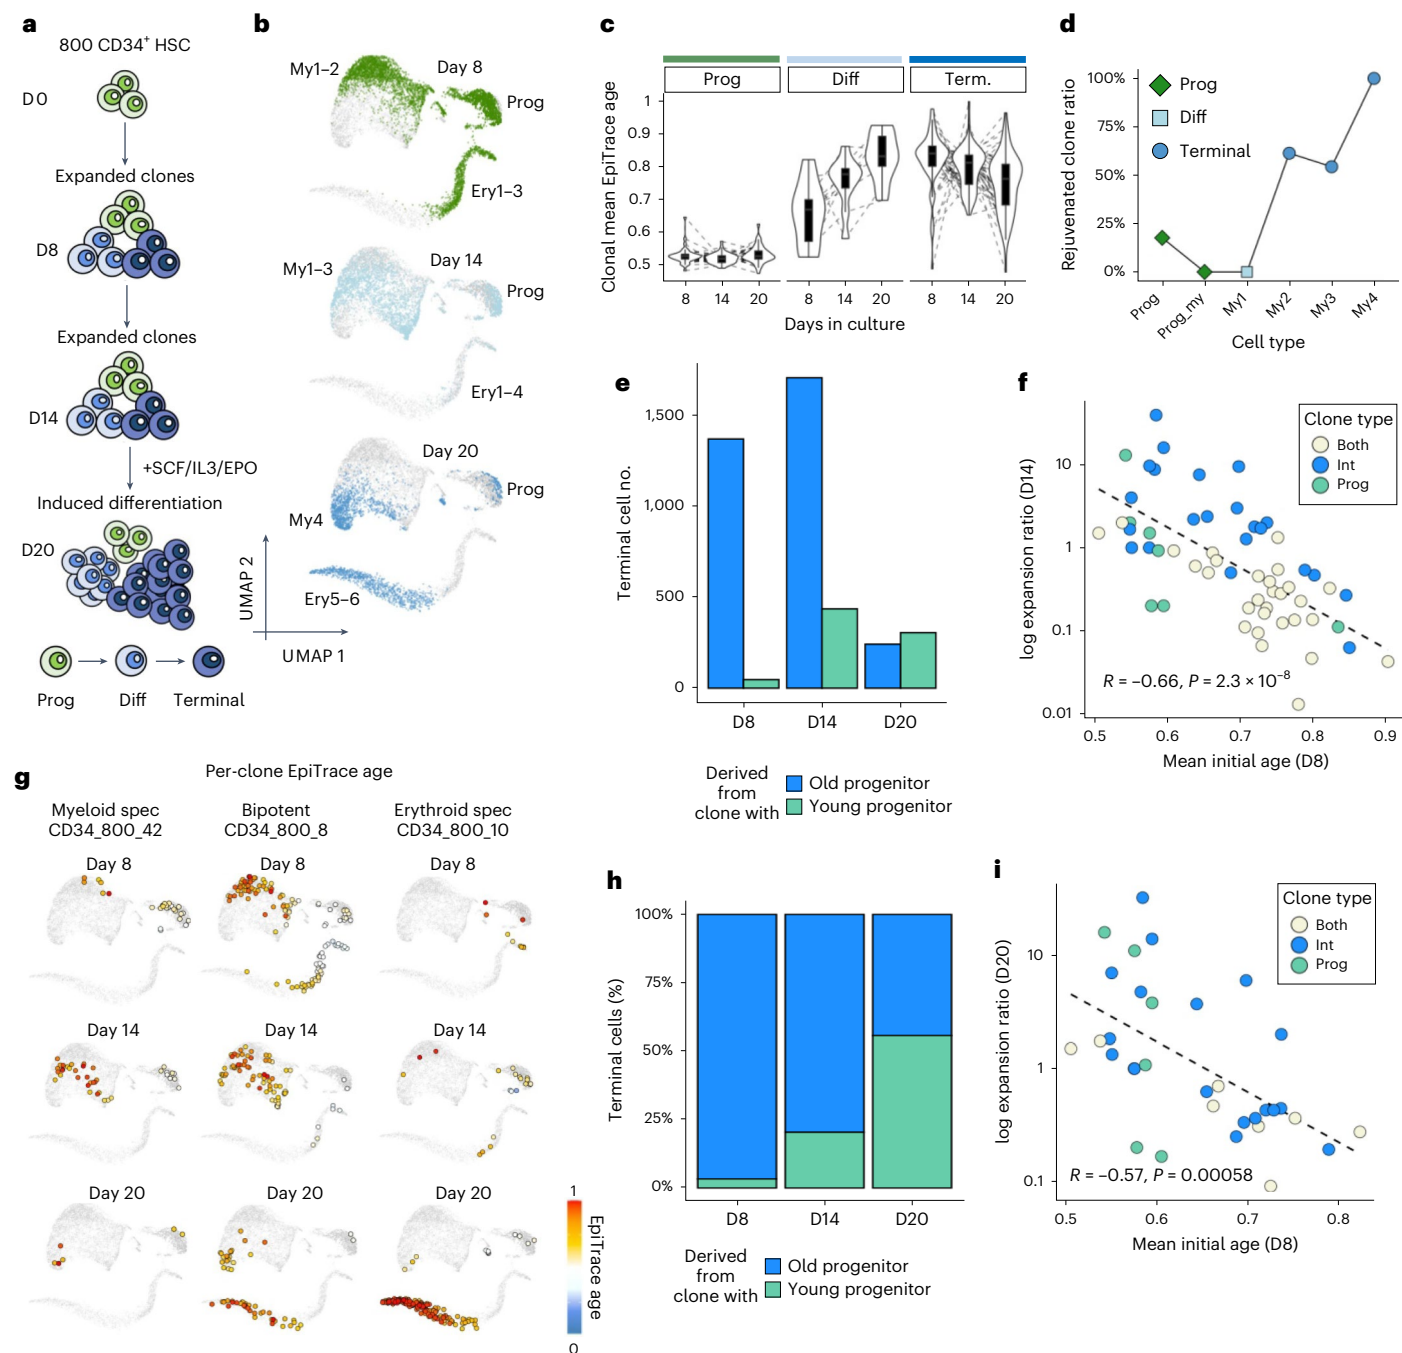 a
800 CD34+ HSC
D0
Expanded clones
D8
Expanded clones
D14
+SCF/IL3/EPO
Induced differentiation
D20
Prog
Diff
Terminal
b
My1–2
Day 8
Prog
Ery1–3
My1–3
Day 14
Prog
Ery1–4
Day 20
Prog
My4
Ery5–6
UMAP 2
UMAP 1
c
Prog
Diff
Term.
Clonal mean EpiTrace age
1
0.9
0.8
0.7
0.6
0.5
8 14 20 8 14 20 8 14 20
Days in culture
d
Rejuvenated clone ratio
100%
75%
50%
25%
0%
Prog
Diff
Terminal
Prog
Prog_my
My1
My2
My3
My4
Cell type
e
Terminal cell no.
1,500
1,000
500
0
D8 D14 D20
Derived
from
clone with
Old progenitor
Young progenitor
f
log expansion ratio (D14)
10
1
0.1
0.01
Clone type
Both
Int
Prog
R = −0.66, P = 2.3 × 10−8
0.5 0.6 0.7 0.8 0.9
Mean initial age (D8)
g
Per-clone EpiTrace age
Myeloid spec
CD34_800_42
Bipotent
CD34_800_8
Erythroid spec
CD34_800_10
Day 8
Day 8
Day 8
Day 14
Day 14
Day 14
Day 20
Day 20
Day 20
1
EpiTrace age
0
h
Terminal cells (%)
100%
75%
50%
25%
0%
D8 D14 D20
Derived
from
clone with
Old progenitor
Young progenitor
i
log expansion ratio (D20)
10
1
0.1
Clone type
Both
Int
Prog
R = −0.57, P = 0.00058
0.5 0.6 0.7 0.8
Mean initial age (D8)